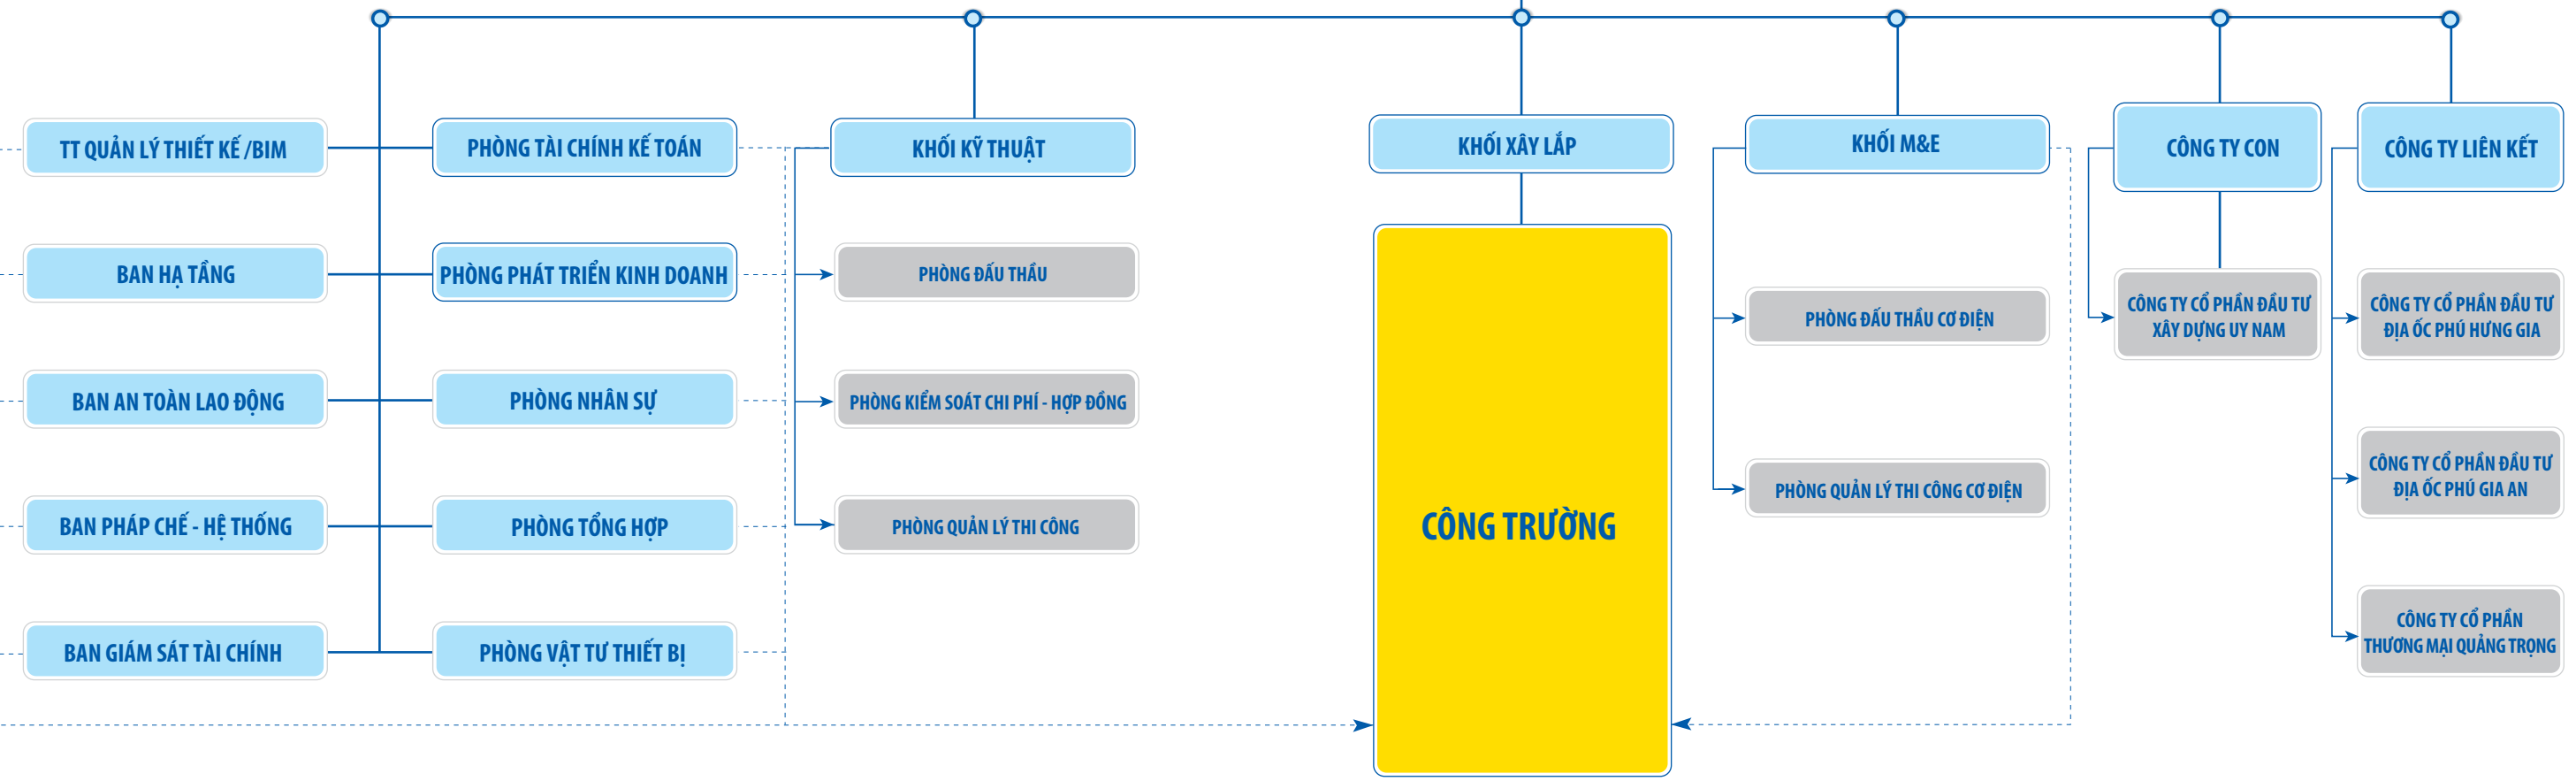 TT QUẢN LÝ THIẾT KẾ /BIM
PHÒNG TÀI CHÍNH KẾ TOÁN
KHỐI KỸ THUẬT
KHỐI XÂY LẮP
KHỐI M&E
CÔNG TY CON
CÔNG TY LIÊN KẾT
BAN HẠ TẦNG
PHÒNG PHÁT TRIỂN KINH DOANH
PHÒNG ĐẤU THẦU
PHÒNG ĐẤU THẦU CƠ ĐIỆN
CÔNG TY CỔ PHẦN ĐẦU TƯ
XÂY DỰNG UY NAM
CÔNG TY CỔ PHẦN ĐẦU TƯ
ĐỊA ỐC PHÚ HƯNG GIA
BAN AN TOÀN LAO ĐỘNG
PHÒNG NHÂN SỰ
PHÒNG KIỂM SOÁT CHI PHÍ - HỢP ĐỒNG
PHÒNG QUẢN LÝ THI CÔNG CƠ ĐIỆN
CÔNG TY CỔ PHẦN ĐẦU TƯ
ĐỊA ỐC PHÚ GIA AN
BAN PHÁP CHẾ - HỆ THỐNG
PHÒNG TỔNG HỢP
PHÒNG QUẢN LÝ THI CÔNG
CÔNG TRƯỜNG
BAN GIÁM SÁT TÀI CHÍNH
PHÒNG VẬT TƯ THIẾT BỊ
CÔNG TY CỔ PHẦN
THƯƠNG MẠI QUẢNG TRỌNG